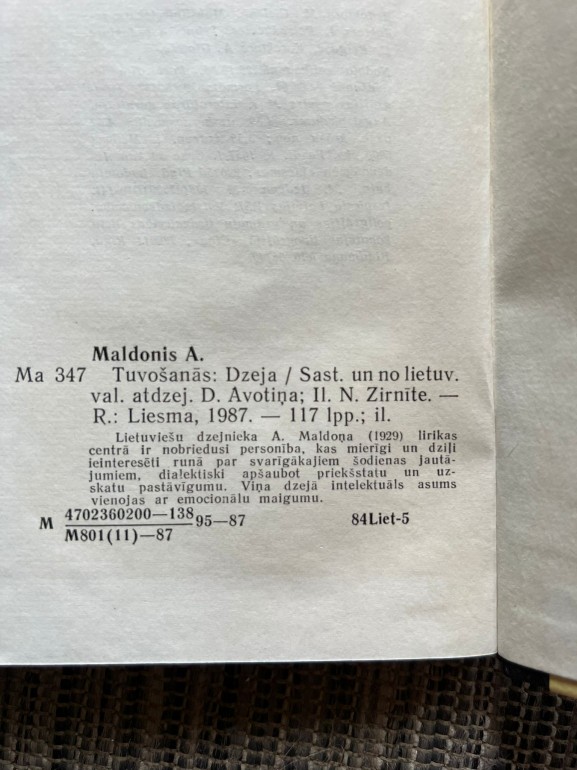 Maldonis A.
Ma 347 Tuvošanās: Dzeja / Sast. un no lietuv.
val. atdzej. D. Avotiņa; Il. N. Zirnīte. —
R.: Liesma, 1987. — 117 lpp.; il.
Lietuviešu dzejnieka A. Maldoņa (1929) lirikas
centrā ir nobriedusi personība, kas mierīgi un dziļi
ieinteresēti runā par svarīgākajiem šodienas jautā-
jumiem, dialektiski apšaubot priekšstatu un uz-
skatu pastāvīgumu. Viņa dzejā intelektuāls asums
vienojas ar emocionālu maigumu.
M 4702360200—138 95—87 84Liet-5
M801(11)—87